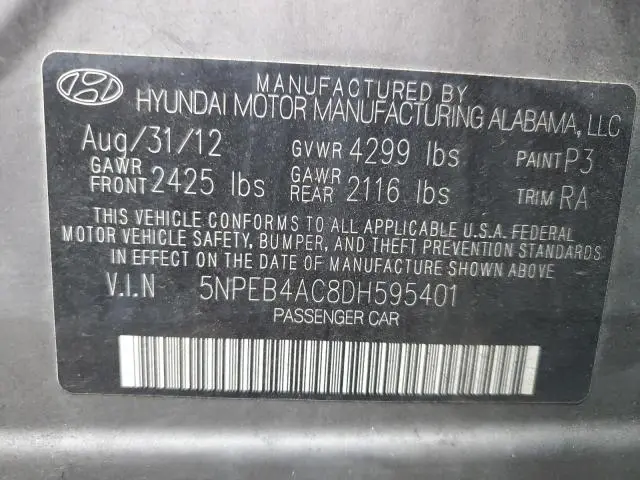 MANUFACTURED BY
HYUNDAI MOTOR MANUFACTURING ALABAMA, LLC
Aug/31/12 GVWR 4299 lbs PAINT P3
GAWR FRONT 2425 lbs GAWR REAR 2116 lbs TRIM RA
THIS VEHICLE CONFORMS TO ALL APPLICABLE U.S.A. FEDERAL
MOTOR VEHICLE SAFETY, BUMPER, AND THEFT PREVENTION STANDARDS
IN EFFECT ON THE DATE OF MANUFACTURE SHOWN ABOVE.
V.I.N 5NPEB4AC8DH595401
PASSENGER CAR